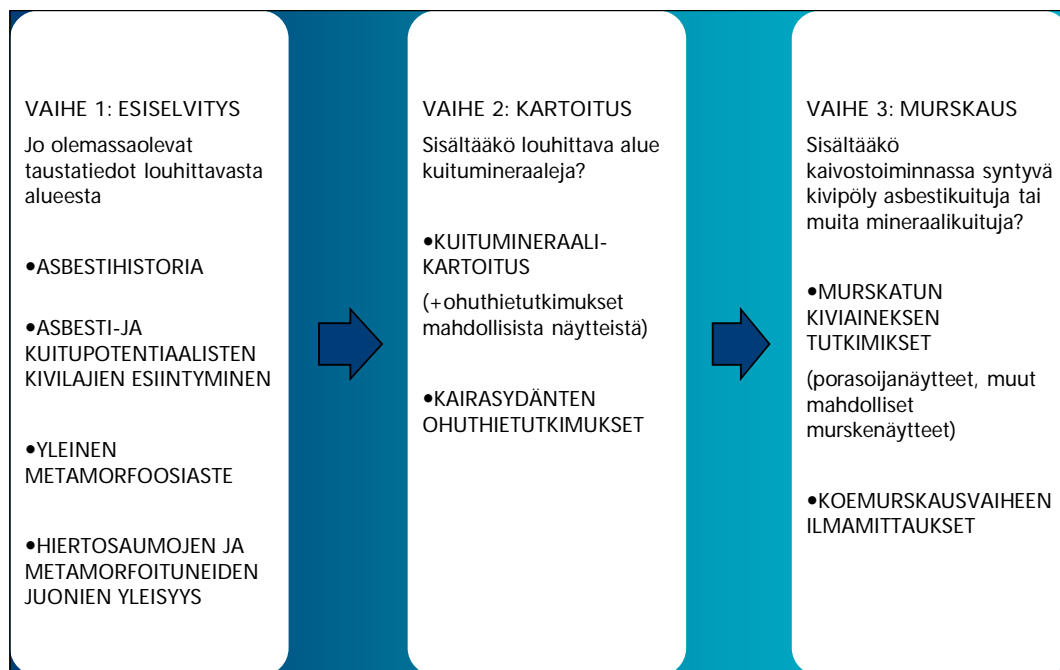 VAIHE 1: ESISELVITYS
Jo olemassaolevat
taustatiedot louhittavasta
alueesta
•ASBESTIHISTORIA
•ASBESTI-JA
KUITUPOTENTIAALISTEN
KIVILAJIEN ESIINTYMINEN
•YLEINEN
METAMORFOOSIASTE
•HIERTOSAUMOJEN JA
METAMORFOITUNEIDEN
JUONIEN YLEISYYS
VAIHE 2: KARTOITUS
Sisältääkö louhittava alue
kuitumineraaleja?
•KUITUMINERAALI-
KARTOITUS
(+ohuthietutkimukset
mahdollisista näytteistä)
•KAIRASYDÄNTEN
OHUTHIETUTKIMUKSET
VAIHE 3: MURSKAUS
Sisältääkö
kaivostoiminnassa syntyvä
kivipöly asbestikuituja tai
muita mineraalikuituja?
•MURSKATUN
KIVIAINEKSEN
TUTKIMIKSET
(porasoijanäytteet, muut
mahdolliset
murskenäytteet)
•KOEMURSKAUSVAIHEEN
ILMAMITTAUKSET